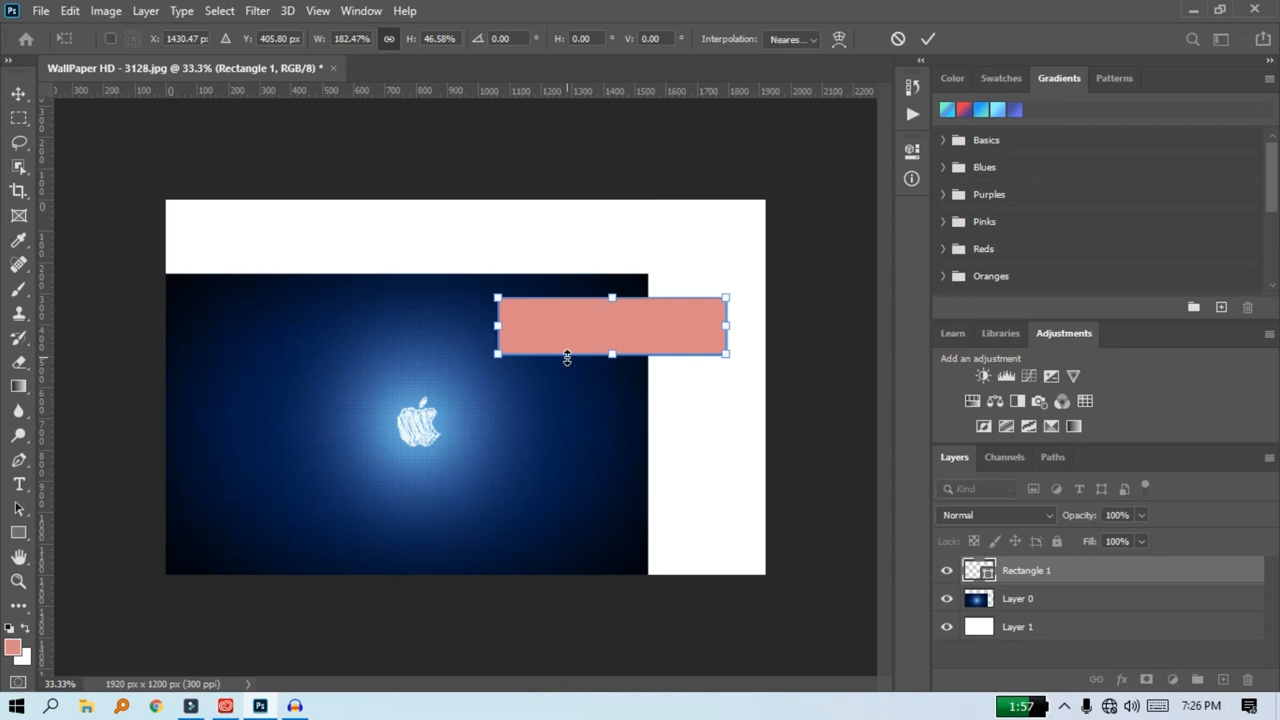 Ps File Edit Image Layer Type Select Filter 3D View Window Help
X: 1430.47 px Y: 405.80 px W: 182.47% H: 46.58% 0.00 ° H: 0.00 ° V: 0.00 ° Interpolation: Neares...
WallPaper HD - 3128.jpg @ 33.3% (Rectangle 1, RGB/8) *
300 200 100 0 100 200 300 400 500 600 700 800 900 1000 1100 1200 1300 1400 1500 1600 1700 1800 1900 2000 2100 2200
Color Swatches Gradients Patterns
Basics
Blues
Purples
Pinks
Reds
Oranges
Learn Libraries Adjustments
Add an adjustment
Layers Channels Paths
Kind
Normal Opacity: 100%
Lock: Fill: 100%
Rectangle 1
Layer 0
Layer 1
33.33% 1920 px x 1200 px (300 ppi)
Ps 1:57 7:26 PM